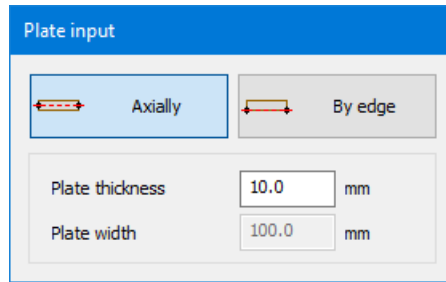 Plate input
Axially By edge
Plate thickness 10.0 mm
Plate width 100.0 mm